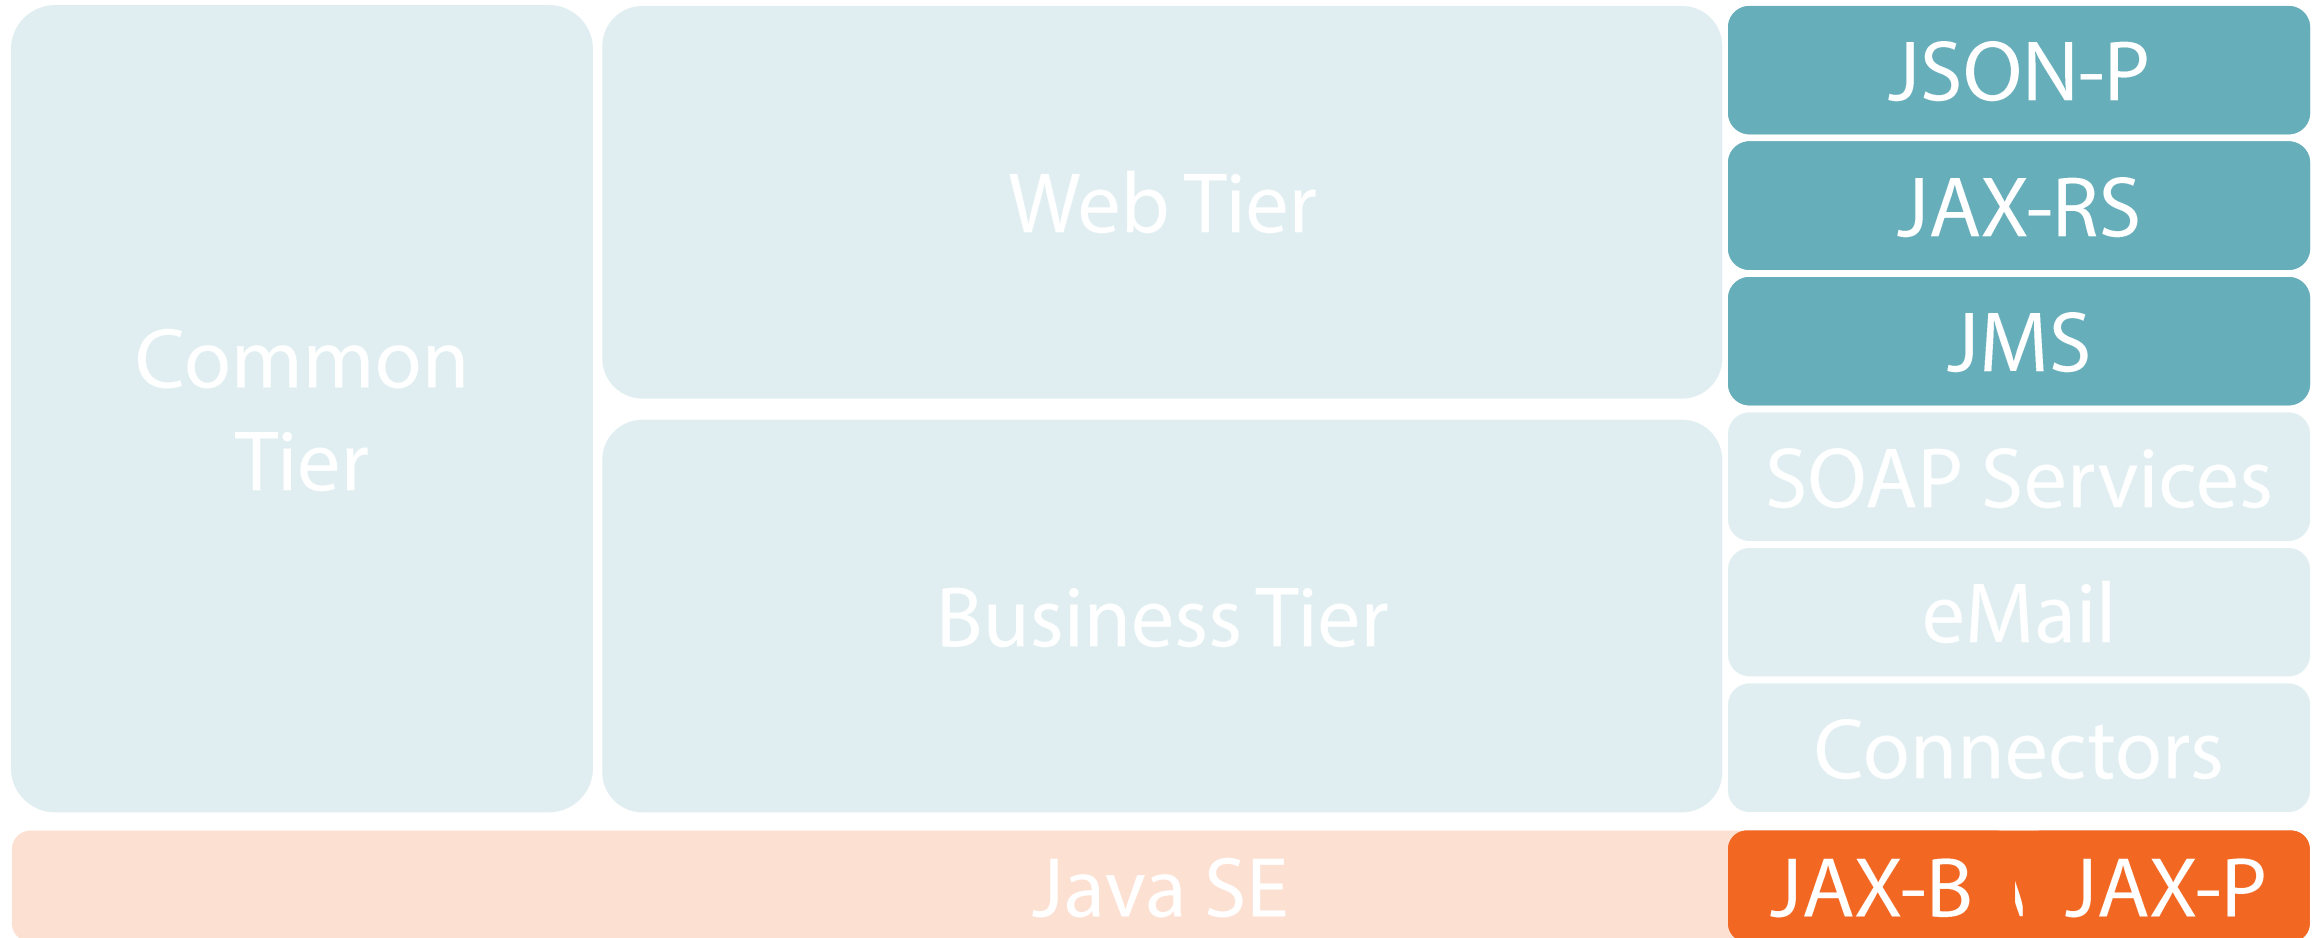 Common
Tier
Web Tier
Business Tier
JSON-P
JAX-RS
JMS
SOAP Services
eMail
Connectors
Java SE
JAX-B
JAX-P